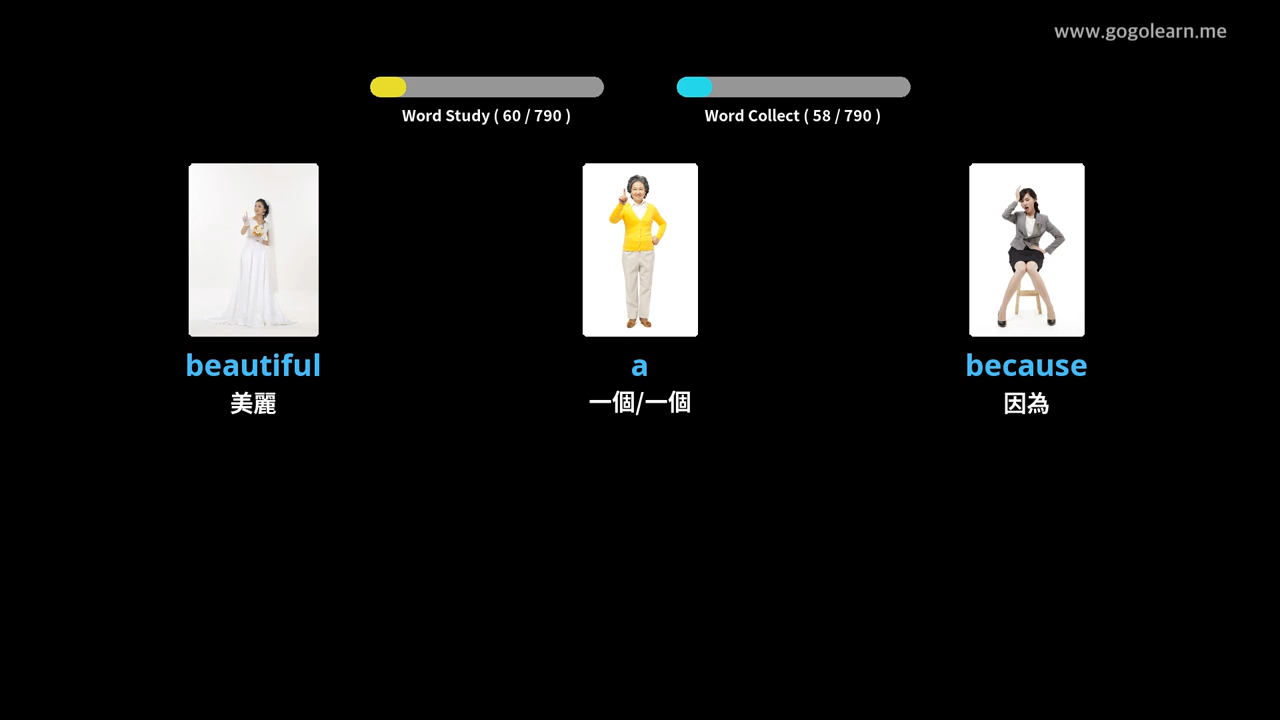 www.gogolearn.me
Word Study ( 60 / 790 )
Word Collect ( 58 / 790 )
beautiful
美麗
a
一個/一個
because
因為